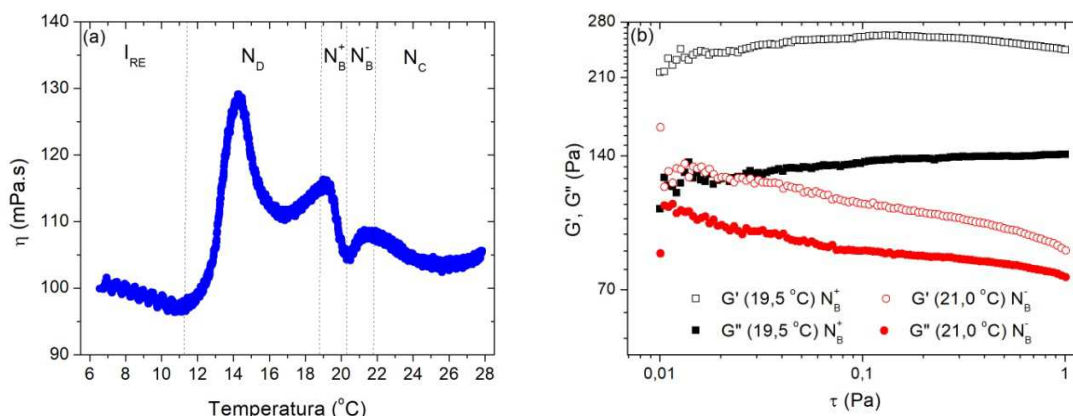 (a)
I_RE N_D N_B^+ N_B^- N_C
140
130
120
110
100
90
η (mPa.s)
6 8 10 12 14 16 18 20 22 24 26 28
Temperatura (°C)
(b)
280
210
140
70
G', G" (Pa)
G' (19,5 °C) N_B^+ G' (21,0 °C) N_B^-
G" (19,5 °C) N_B^+ G" (21,0 °C) N_B^-
0,01 0,1 1
τ (Pa)